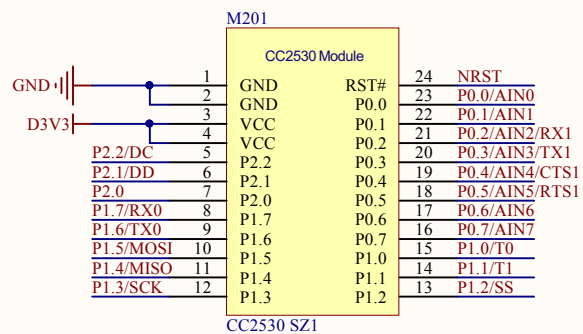 M201
CC2530 Module
GND 1 GND RST# 24 NRST
2 GND P0.0 23 P0.0/AIN0
D3V3 3 VCC P0.1 22 P0.1/AIN1
4 VCC P0.2 21 P0.2/AIN2/RX1
P2.2/DC 5 P2.2 P0.3 20 P0.3/AIN3/TX1
P2.1/DD 6 P2.1 P0.4 19 P0.4/AIN4/CTS1
P2.0 7 P2.0 P0.5 18 P0.5/AIN5/RTS1
P1.7/RX0 8 P1.7 P0.6 17 P0.6/AIN6
P1.6/TX0 9 P1.6 P0.7 16 P0.7/AIN7
P1.5/MOSI 10 P1.5 P1.0 15 P1.0/T0
P1.4/MISO 11 P1.4 P1.1 14 P1.1/T1
P1.3/SCK 12 P1.3 P1.2 13 P1.2/SS
CC2530 SZ1